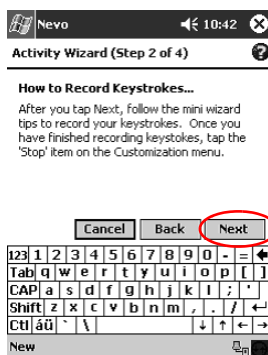 Nevo 10:42
Activity Wizard (Step 2 of 4) ?
How to Record Keystrokes...
After you tap Next, follow the mini wizard
tips to record your keystrokes. Once you
have finished recording keystokes, tap the
'Stop' item on the Customization menu.
Cancel Back Next
123 1 2 3 4 5 6 7 8 9 0 - =
Tab q w e r t y u i o p [ ]
CAP a s d f g h j k l ; '
Shift z x c v b n m , . /
Ctl áü ` \
New